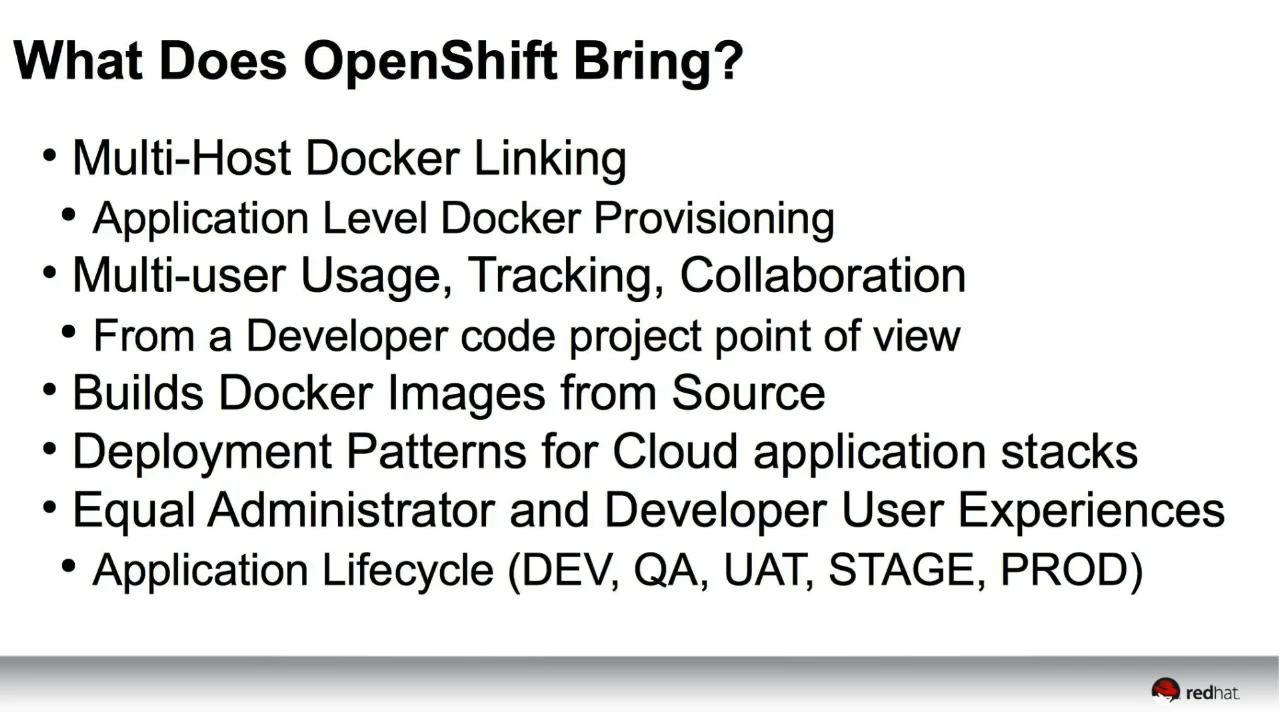 What Does OpenShift Bring?
• Multi-Host Docker Linking
• Application Level Docker Provisioning
• Multi-user Usage, Tracking, Collaboration
• From a Developer code project point of view
• Builds Docker Images from Source
• Deployment Patterns for Cloud application stacks
• Equal Administrator and Developer User Experiences
• Application Lifecycle (DEV, QA, UAT, STAGE, PROD)
redhat.